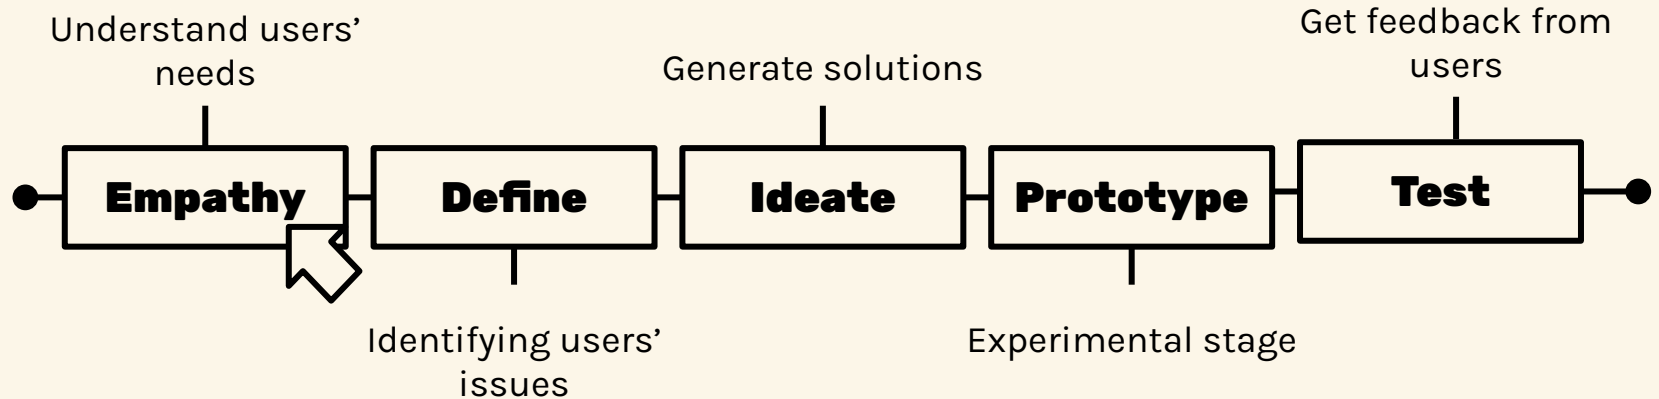 Understand users’
needs
Generate solutions
Get feedback from
users
Empathy
Define
Ideate
Prototype
Test
Identifying users’
issues
Experimental stage